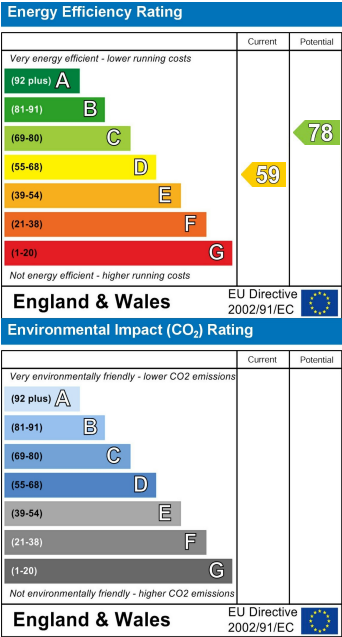 Energy Efficiency Rating
Current Potential
Very energy efficient - lower running costs
(92 plus) A
(81-91) B
(69-80) C
(55-68) D
(39-54) E
(21-38) F
(1-20) G
59
78
Not energy efficient - higher running costs
England & Wales
EU Directive
2002/91/EC
Environmental Impact (CO₂) Rating
Current Potential
Very environmentally friendly - lower CO2 emissions
(92 plus) A
(81-91) B
(69-80) C
(55-68) D
(39-54) E
(21-38) F
(1-20) G
Not environmentally friendly - higher CO2 emissions
England & Wales
EU Directive
2002/91/EC